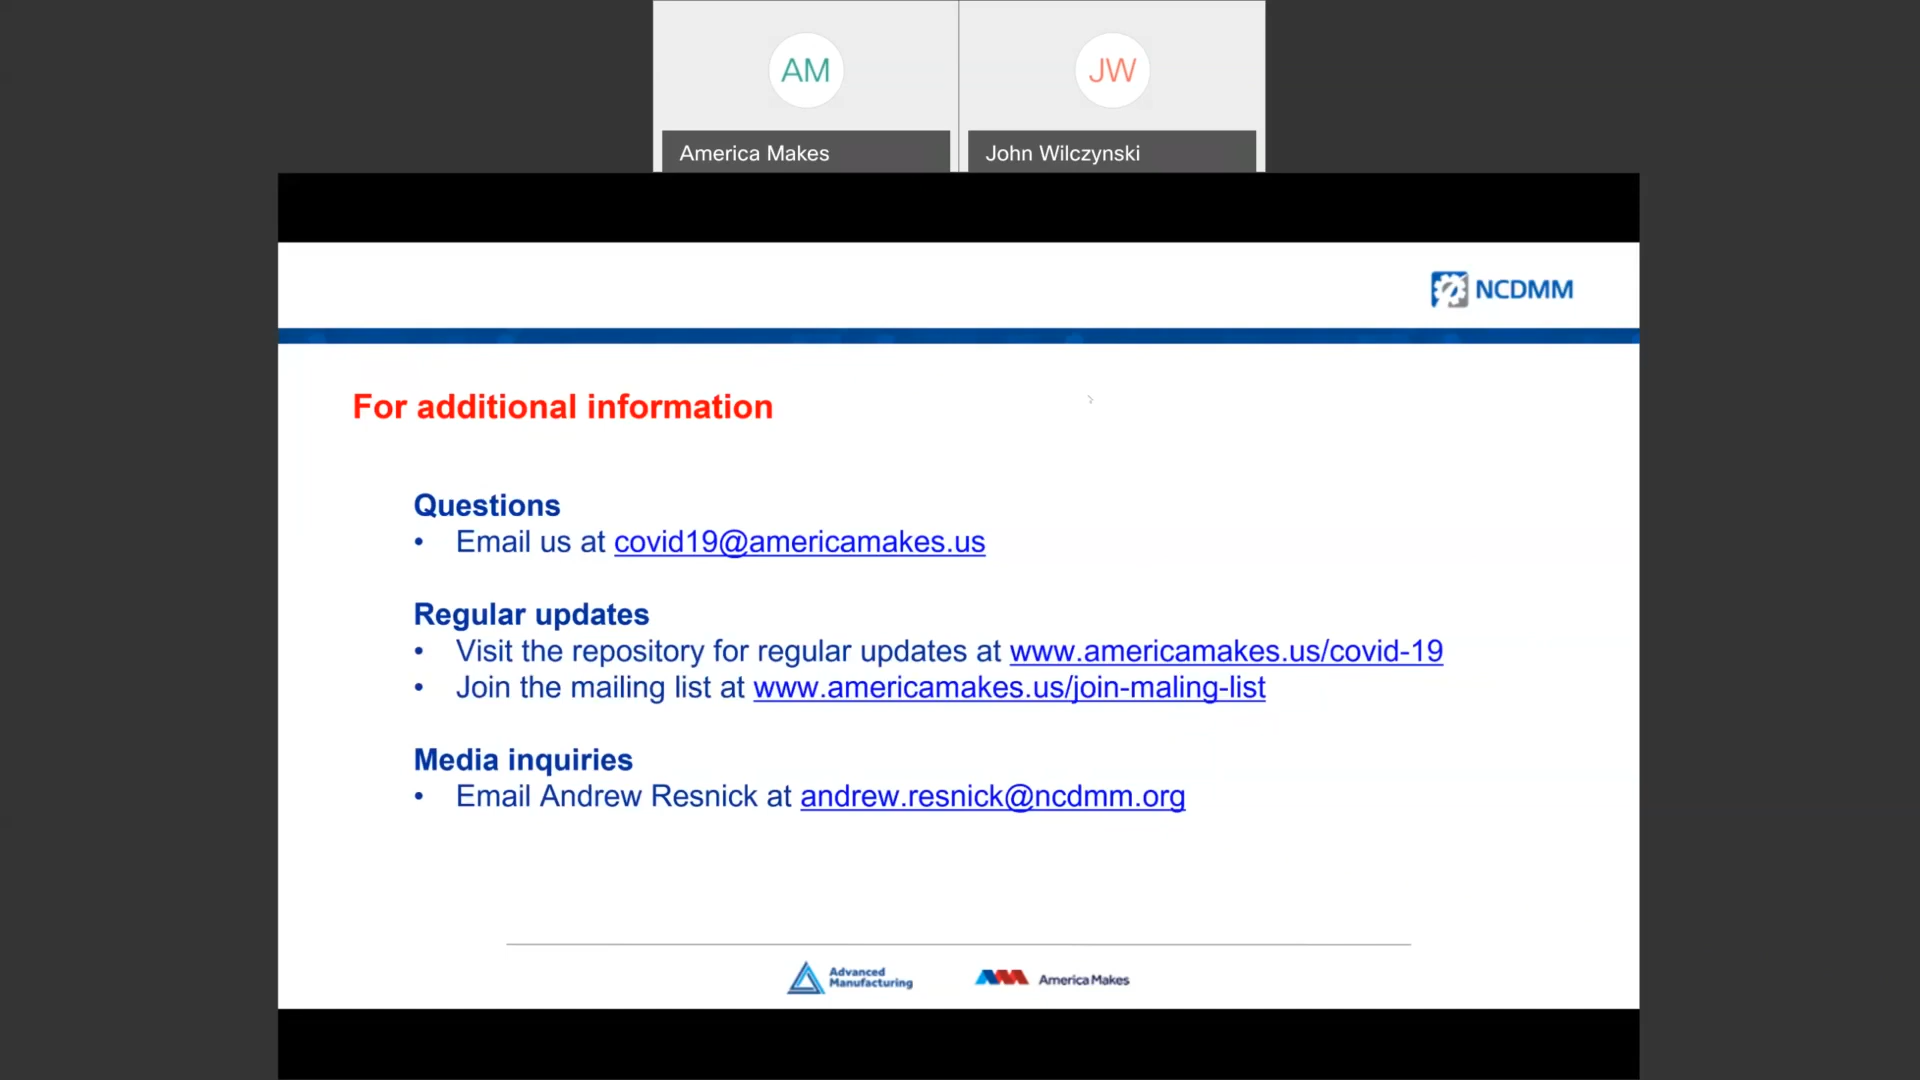 AM
JW
America Makes
John Wilczynski
NCDMM
For additional information
Questions
• Email us at covid19@americamakes.us
Regular updates
• Visit the repository for regular updates at www.americamakes.us/covid-19
• Join the mailing list at www.americamakes.us/join-maling-list
Media inquiries
• Email Andrew Resnick at andrew.resnick@ncdmm.org
Advanced
Manufacturing
America Makes